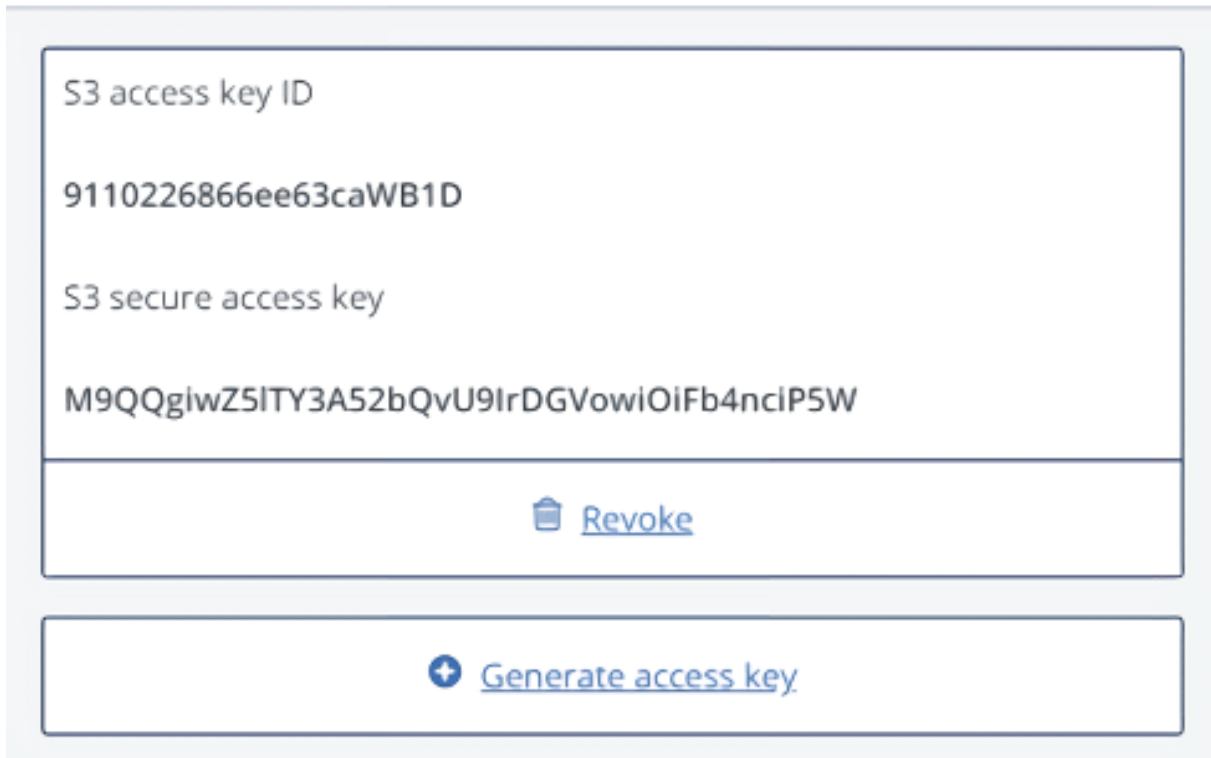 S3 access key ID
9110226866ee63caWB1D
S3 secure access key
M9QQgiwZ5lTY3A52bQvU9IrDGVowiOiFb4nciP5W
Revoke
Generate access key